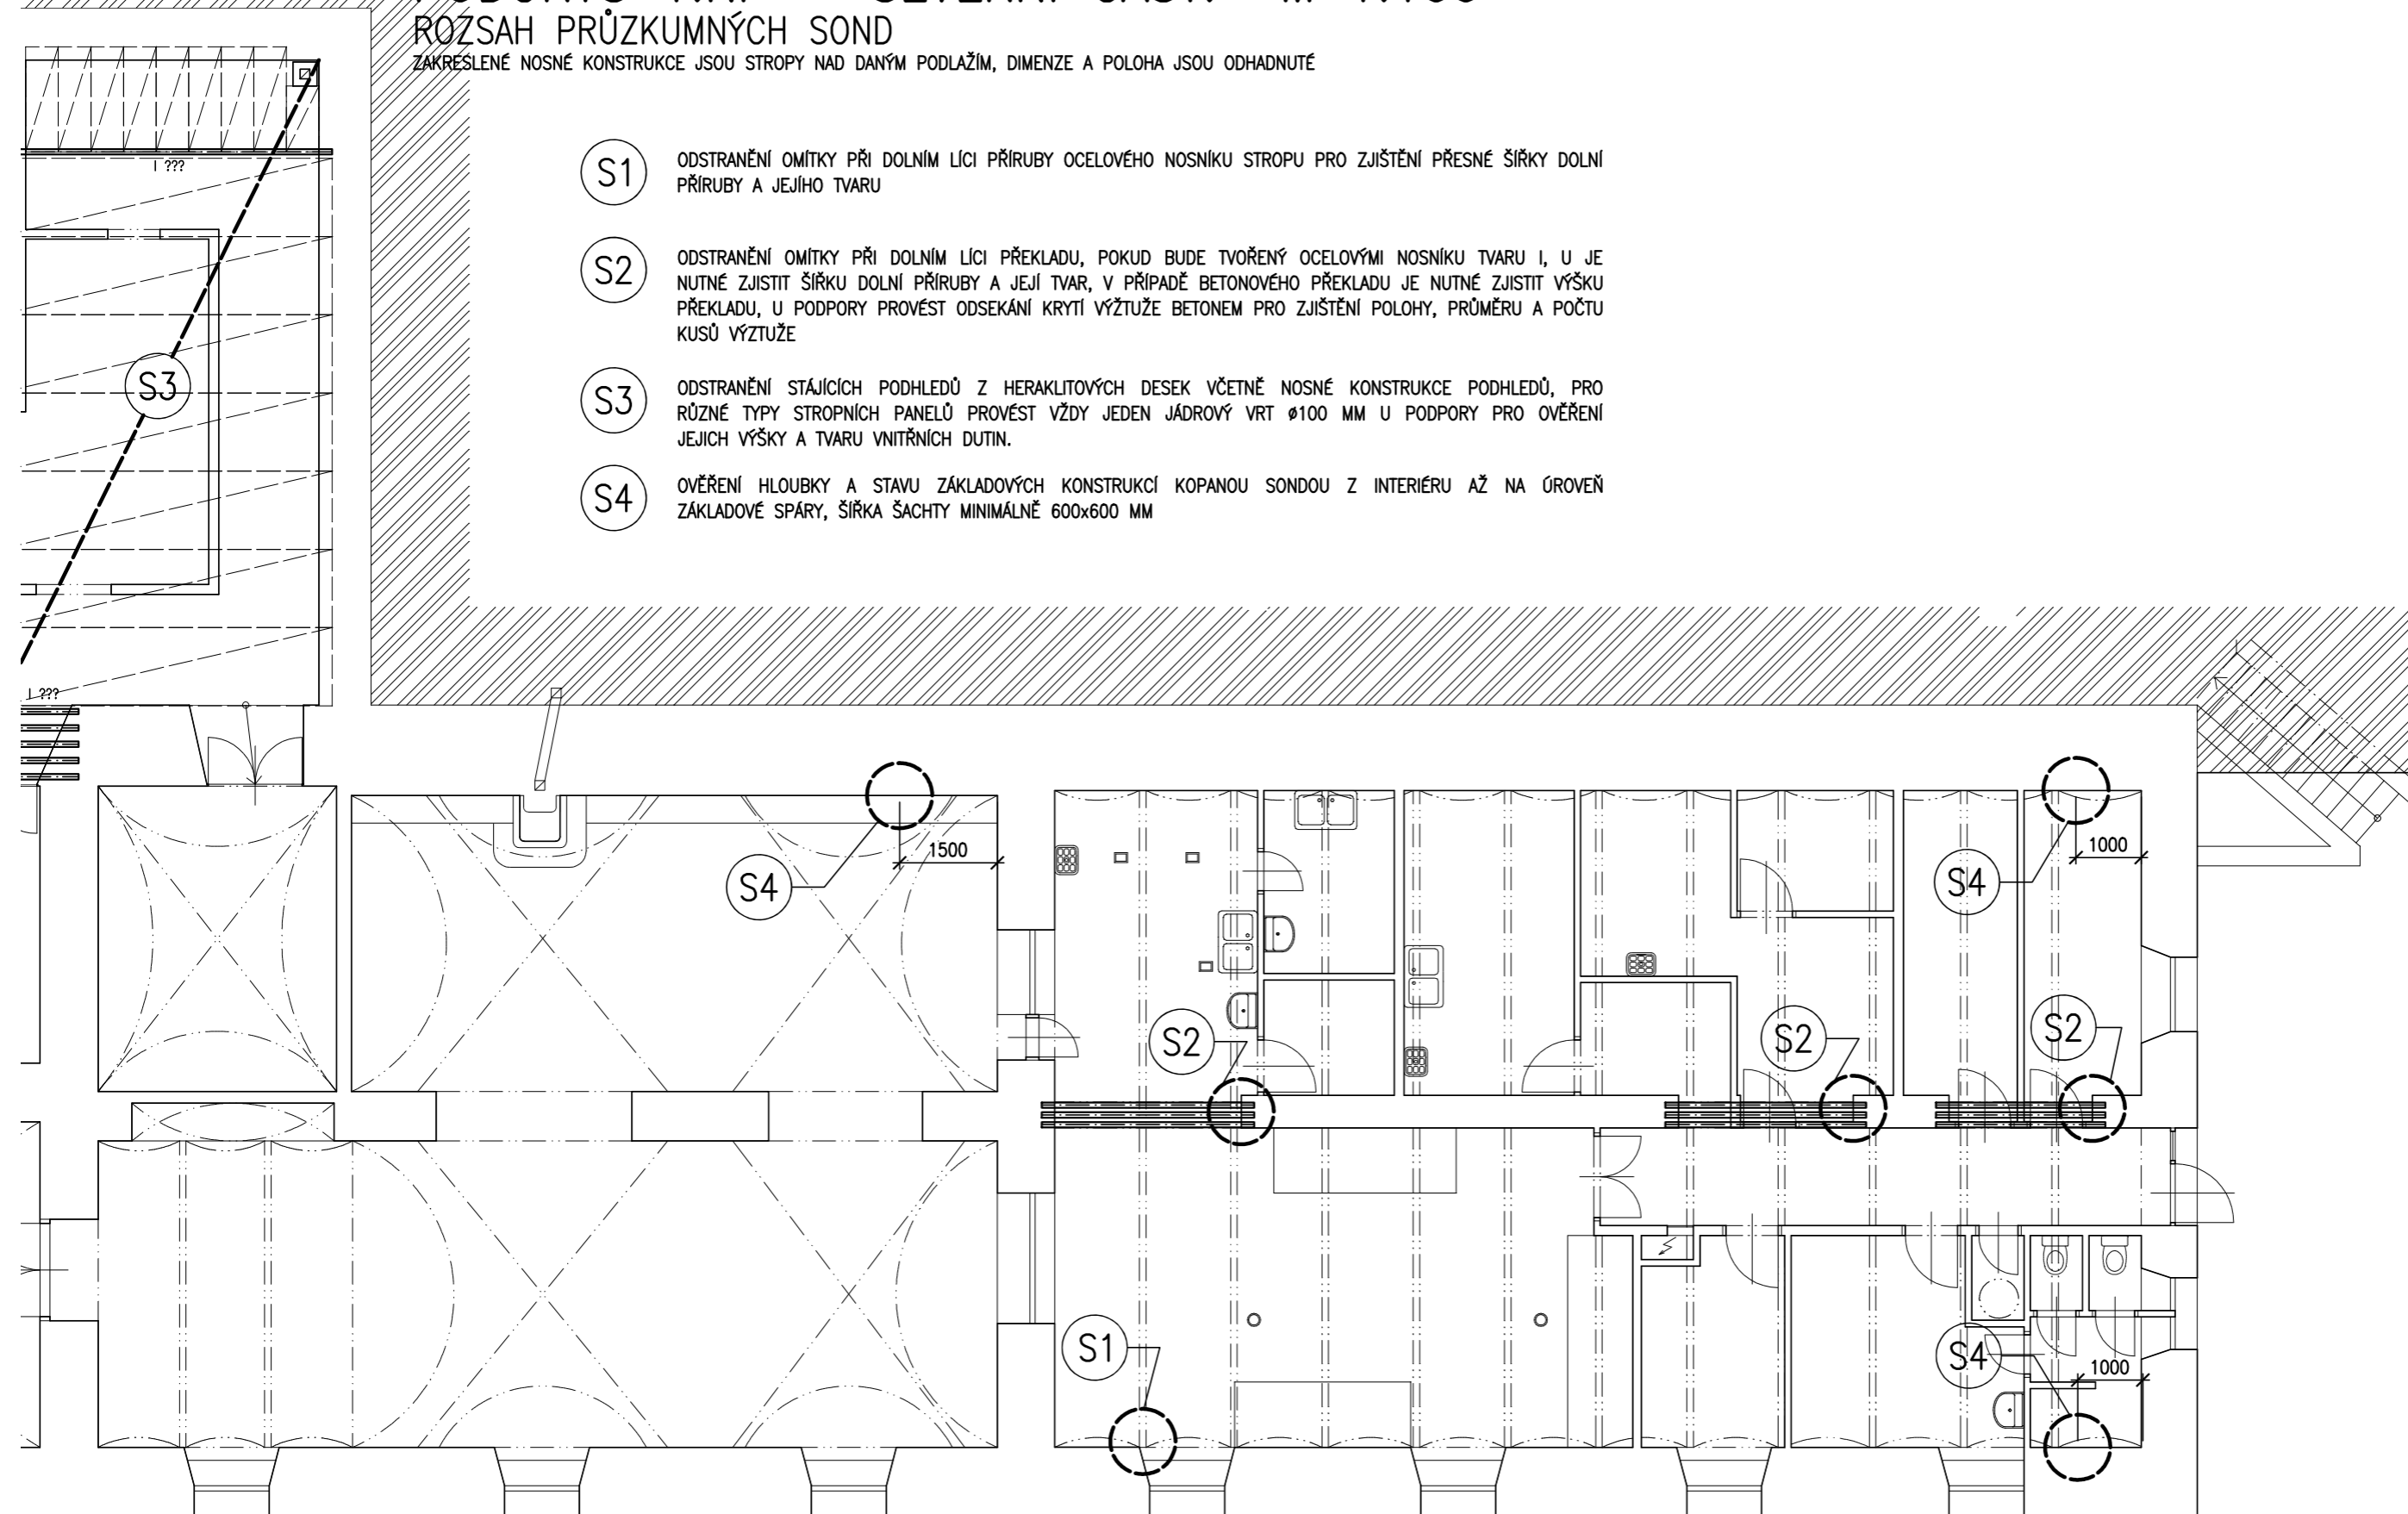 ROZSAH PRŮZKUMNÝCH SOND
ZAKRESLENÉ NOSNÉ KONSTRUKCE JSOU STROPY NAD DANÝM PODLAŽÍM, DIMENZE A POLOHA JSOU ODHADNUTÉ
S1
ODSTRANĚNÍ OMÍTKY PŘI DOLNÍM LÍCI PŘÍRUBY OCELOVÉHO NOSNÍKU STROPU PRO ZJIŠTĚNÍ PŘESNÉ ŠÍŘKY DOLNÍ
PŘÍRUBY A JEJÍHO TVARU
S2
ODSTRANĚNÍ OMÍTKY PŘI DOLNÍM LÍCI PŘEKLADU, POKUD BUDE TVOŘENÝ OCELOVÝMI NOSNÍKU TVARU I, U JE
NUTNÉ ZJISTIT ŠÍŘKU DOLNÍ PŘÍRUBY A JEJÍ TVAR, V PŘÍPADĚ BETONOVÉHO PŘEKLADU JE NUTNÉ ZJISTIT VÝŠKU
PŘEKLADU, U PODPORY PROVÉST ODSEKÁNÍ KRYTÍ VÝŽTUŽE BETONEM PRO ZJIŠTĚNÍ POLOHY, PRŮMĚRU A POČTU
KUSŮ VÝZTUŽE
S3
ODSTRANĚNÍ STÁJÍCÍCH PODHLEDŮ Z HERAKLITOVÝCH DESEK VČETNĚ NOSNÉ KONSTRUKCE PODHLEDŮ, PRO
RŮZNÉ TYPY STROPNÍCH PANELŮ PROVÉST VŽDY JEDEN JÁDROVÝ VRT ø100 MM U PODPORY PRO OVĚŘENÍ
JEJICH VÝŠKY A TVARU VNITŘNÍCH DUTIN.
S4
OVĚŘENÍ HLOUBKY A STAVU ZÁKLADOVÝCH KONSTRUKCÍ KOPANOU SONDOU Z INTERIÉRU AŽ NA ÚROVEŇ
ZÁKLADOVÉ SPÁRY, ŠÍŘKA ŠACHTY MINIMÁLNĚ 600x600 MM
I ???
S3
I ???
1500
S4
1000
S4
S2
S2
S2
S1
S4
1000